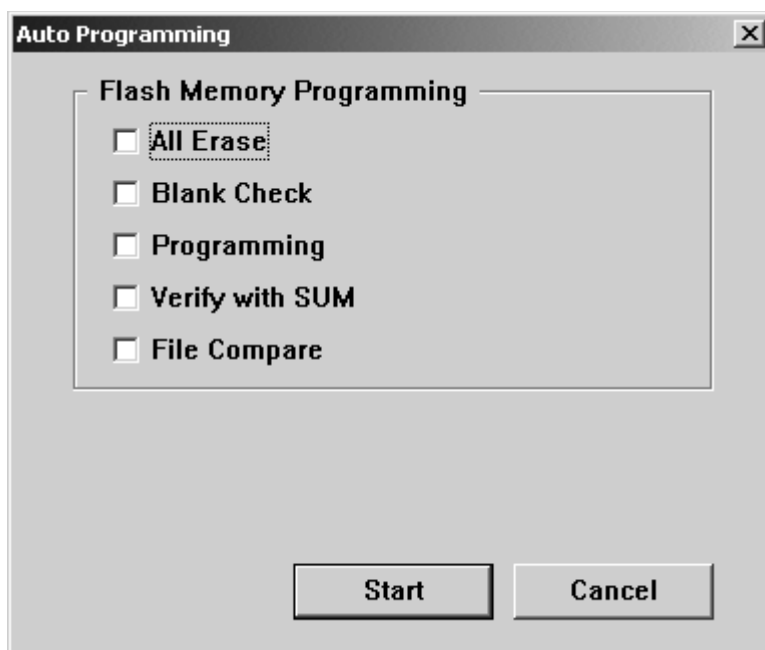 Auto Programming
Flash Memory Programming
All Erase
Blank Check
Programming
Verify with SUM
File Compare
Start Cancel